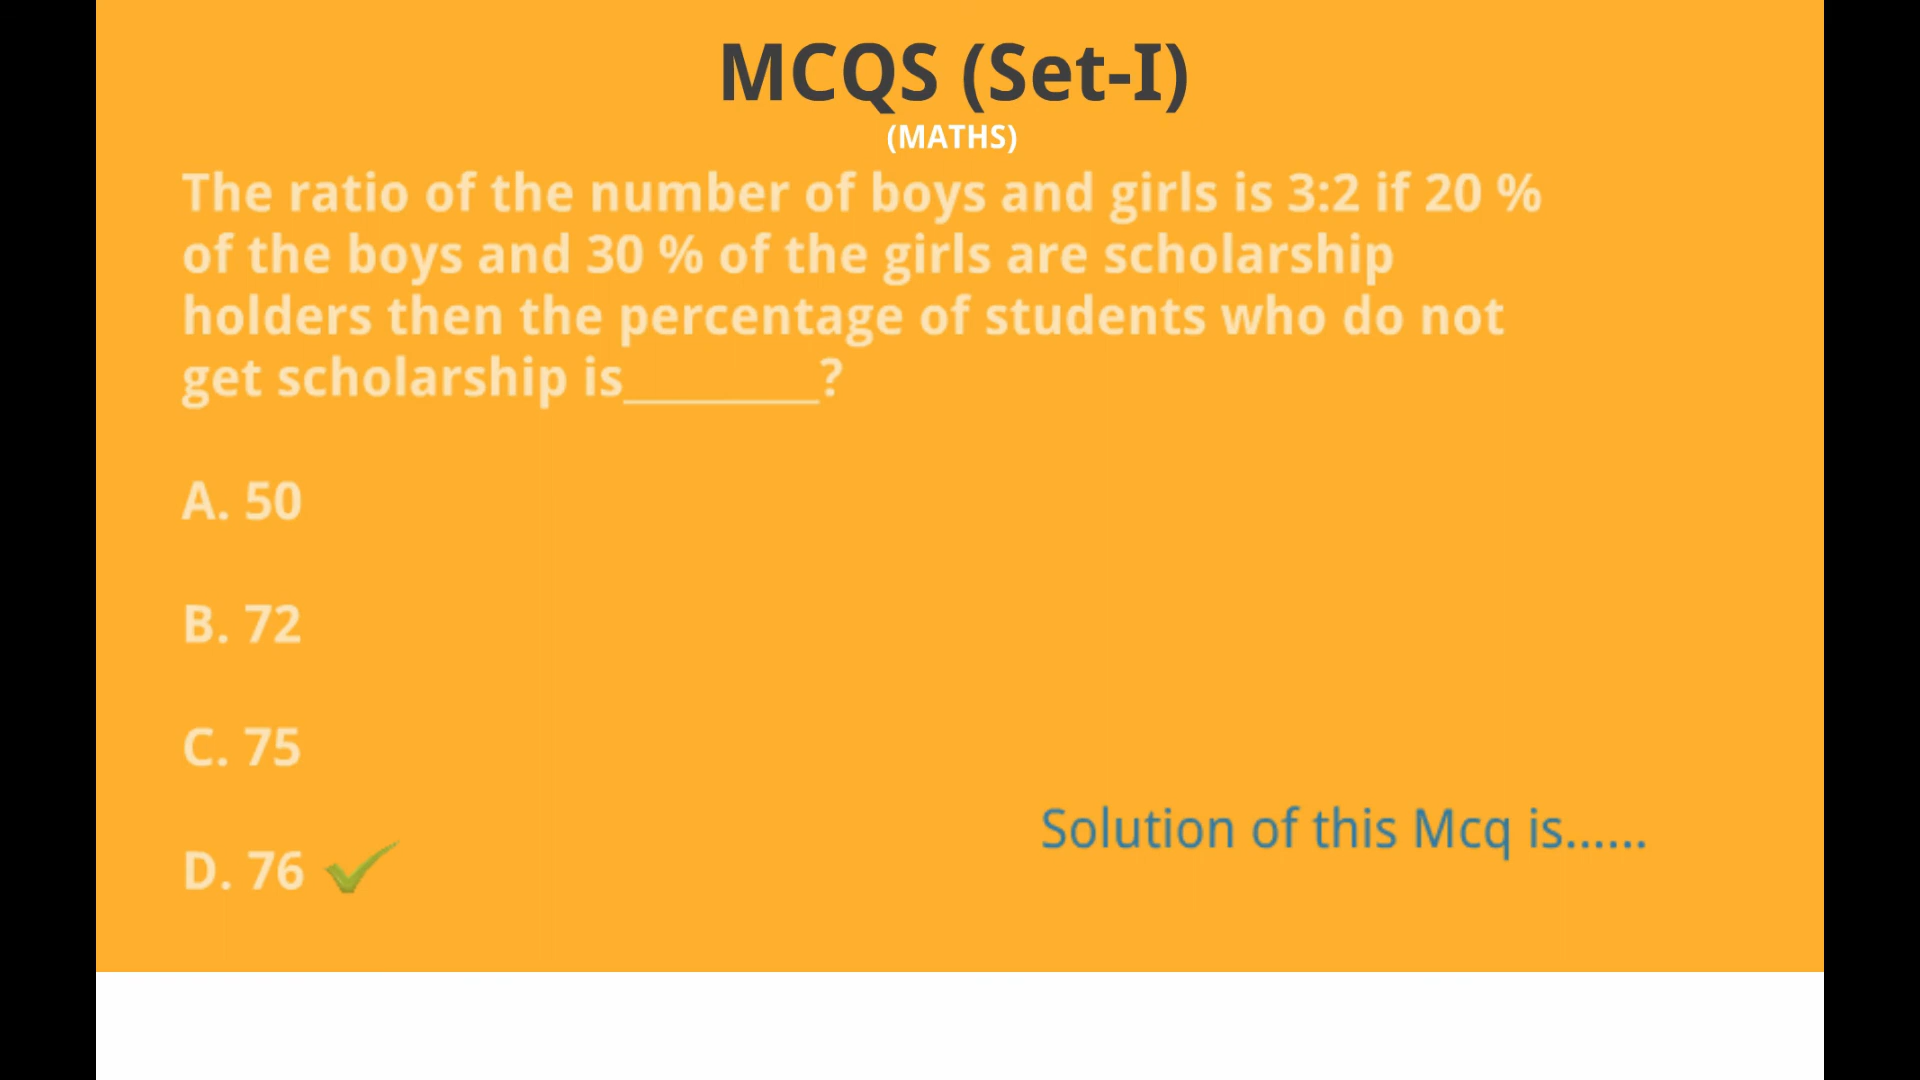 MCQS (Set-I)
(MATHS)
The ratio of the number of boys and girls is 3:2 if 20 %
of the boys and 30 % of the girls are scholarship
holders then the percentage of students who do not
get scholarship is________?
A. 50
B. 72
C. 75
D. 76
Solution of this Mcq is......